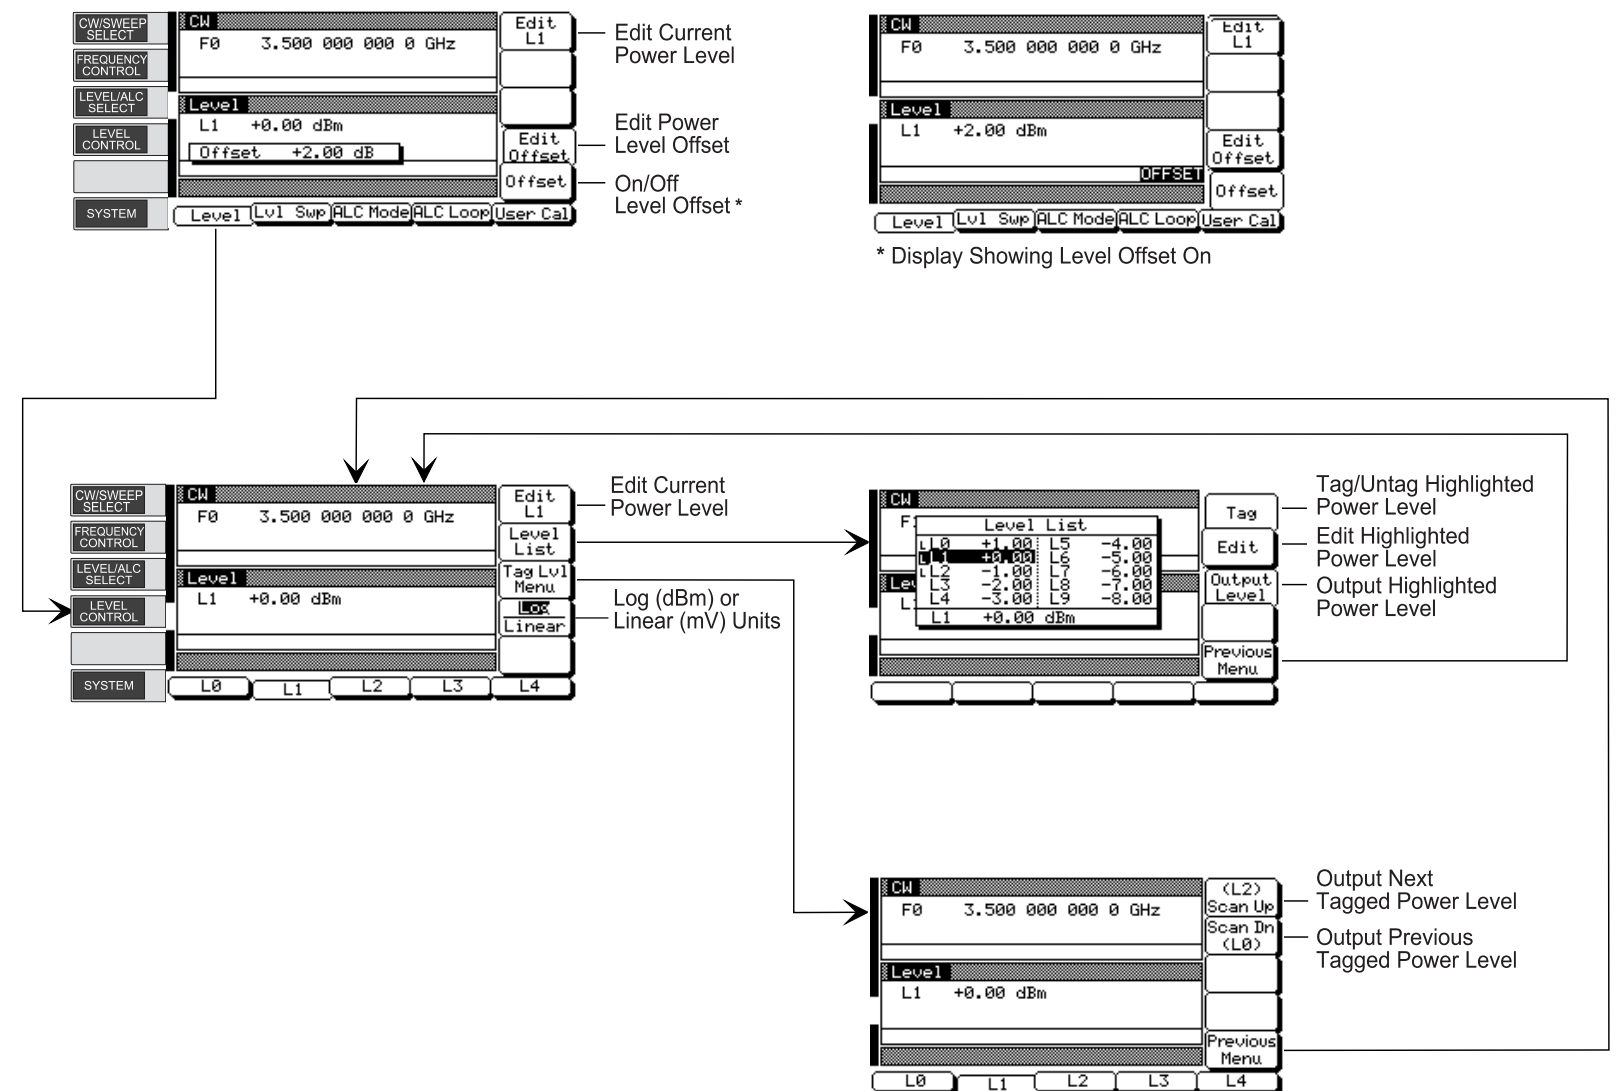 CW/SWEEP
SELECT
FREQUENCY
CONTROL
LEVEL/ALC
SELECT
LEVEL
CONTROL
SYSTEM
CW
F0 3.500 000 000 0 GHz
Level
L1 +0.00 dBm
Offset +2.00 dB
Edit
L1
Edit
Offset
Offset
Level Lvl Swp ALC Mode ALC Loop User Cal
Edit Current
Power Level
Edit Power
Level Offset
On/Off
Level Offset *
CW
F0 3.500 000 000 0 GHz
Level
L1 +2.00 dBm
OFFSET
Edit
L1
Edit
Offset
Offset
Level Lvl Swp ALC Mode ALC Loop User Cal
* Display Showing Level Offset On
CW/SWEEP
SELECT
FREQUENCY
CONTROL
LEVEL/ALC
SELECT
LEVEL
CONTROL
SYSTEM
CW
F0 3.500 000 000 0 GHz
Level
L1 +0.00 dBm
Edit
L1
Level
List
Tag Lvl
Menu
Log
Linear
L0 L1 L2 L3 L4
Edit Current
Power Level
Log (dBm) or
Linear (mV) Units
CW
F
Level List
L0 +1.00 L5 -4.00
L1 +0.00 L6 -5.00
L2 -1.00 L7 -6.00
L3 -2.00 L8 -7.00
L4 -3.00 L9 -8.00
L1 +0.00 dBm
Lev
L
Tag
Edit
Output
Level
Previous
Menu
Tag/Untag Highlighted
Power Level
Edit Highlighted
Power Level
Output Highlighted
Power Level
CW
F0 3.500 000 000 0 GHz
Level
L1 +0.00 dBm
(L2)
Scan Up
Scan Dn
(L0)
Previous
Menu
L0 L1 L2 L3 L4
Output Next
Tagged Power Level
Output Previous
Tagged Power Level